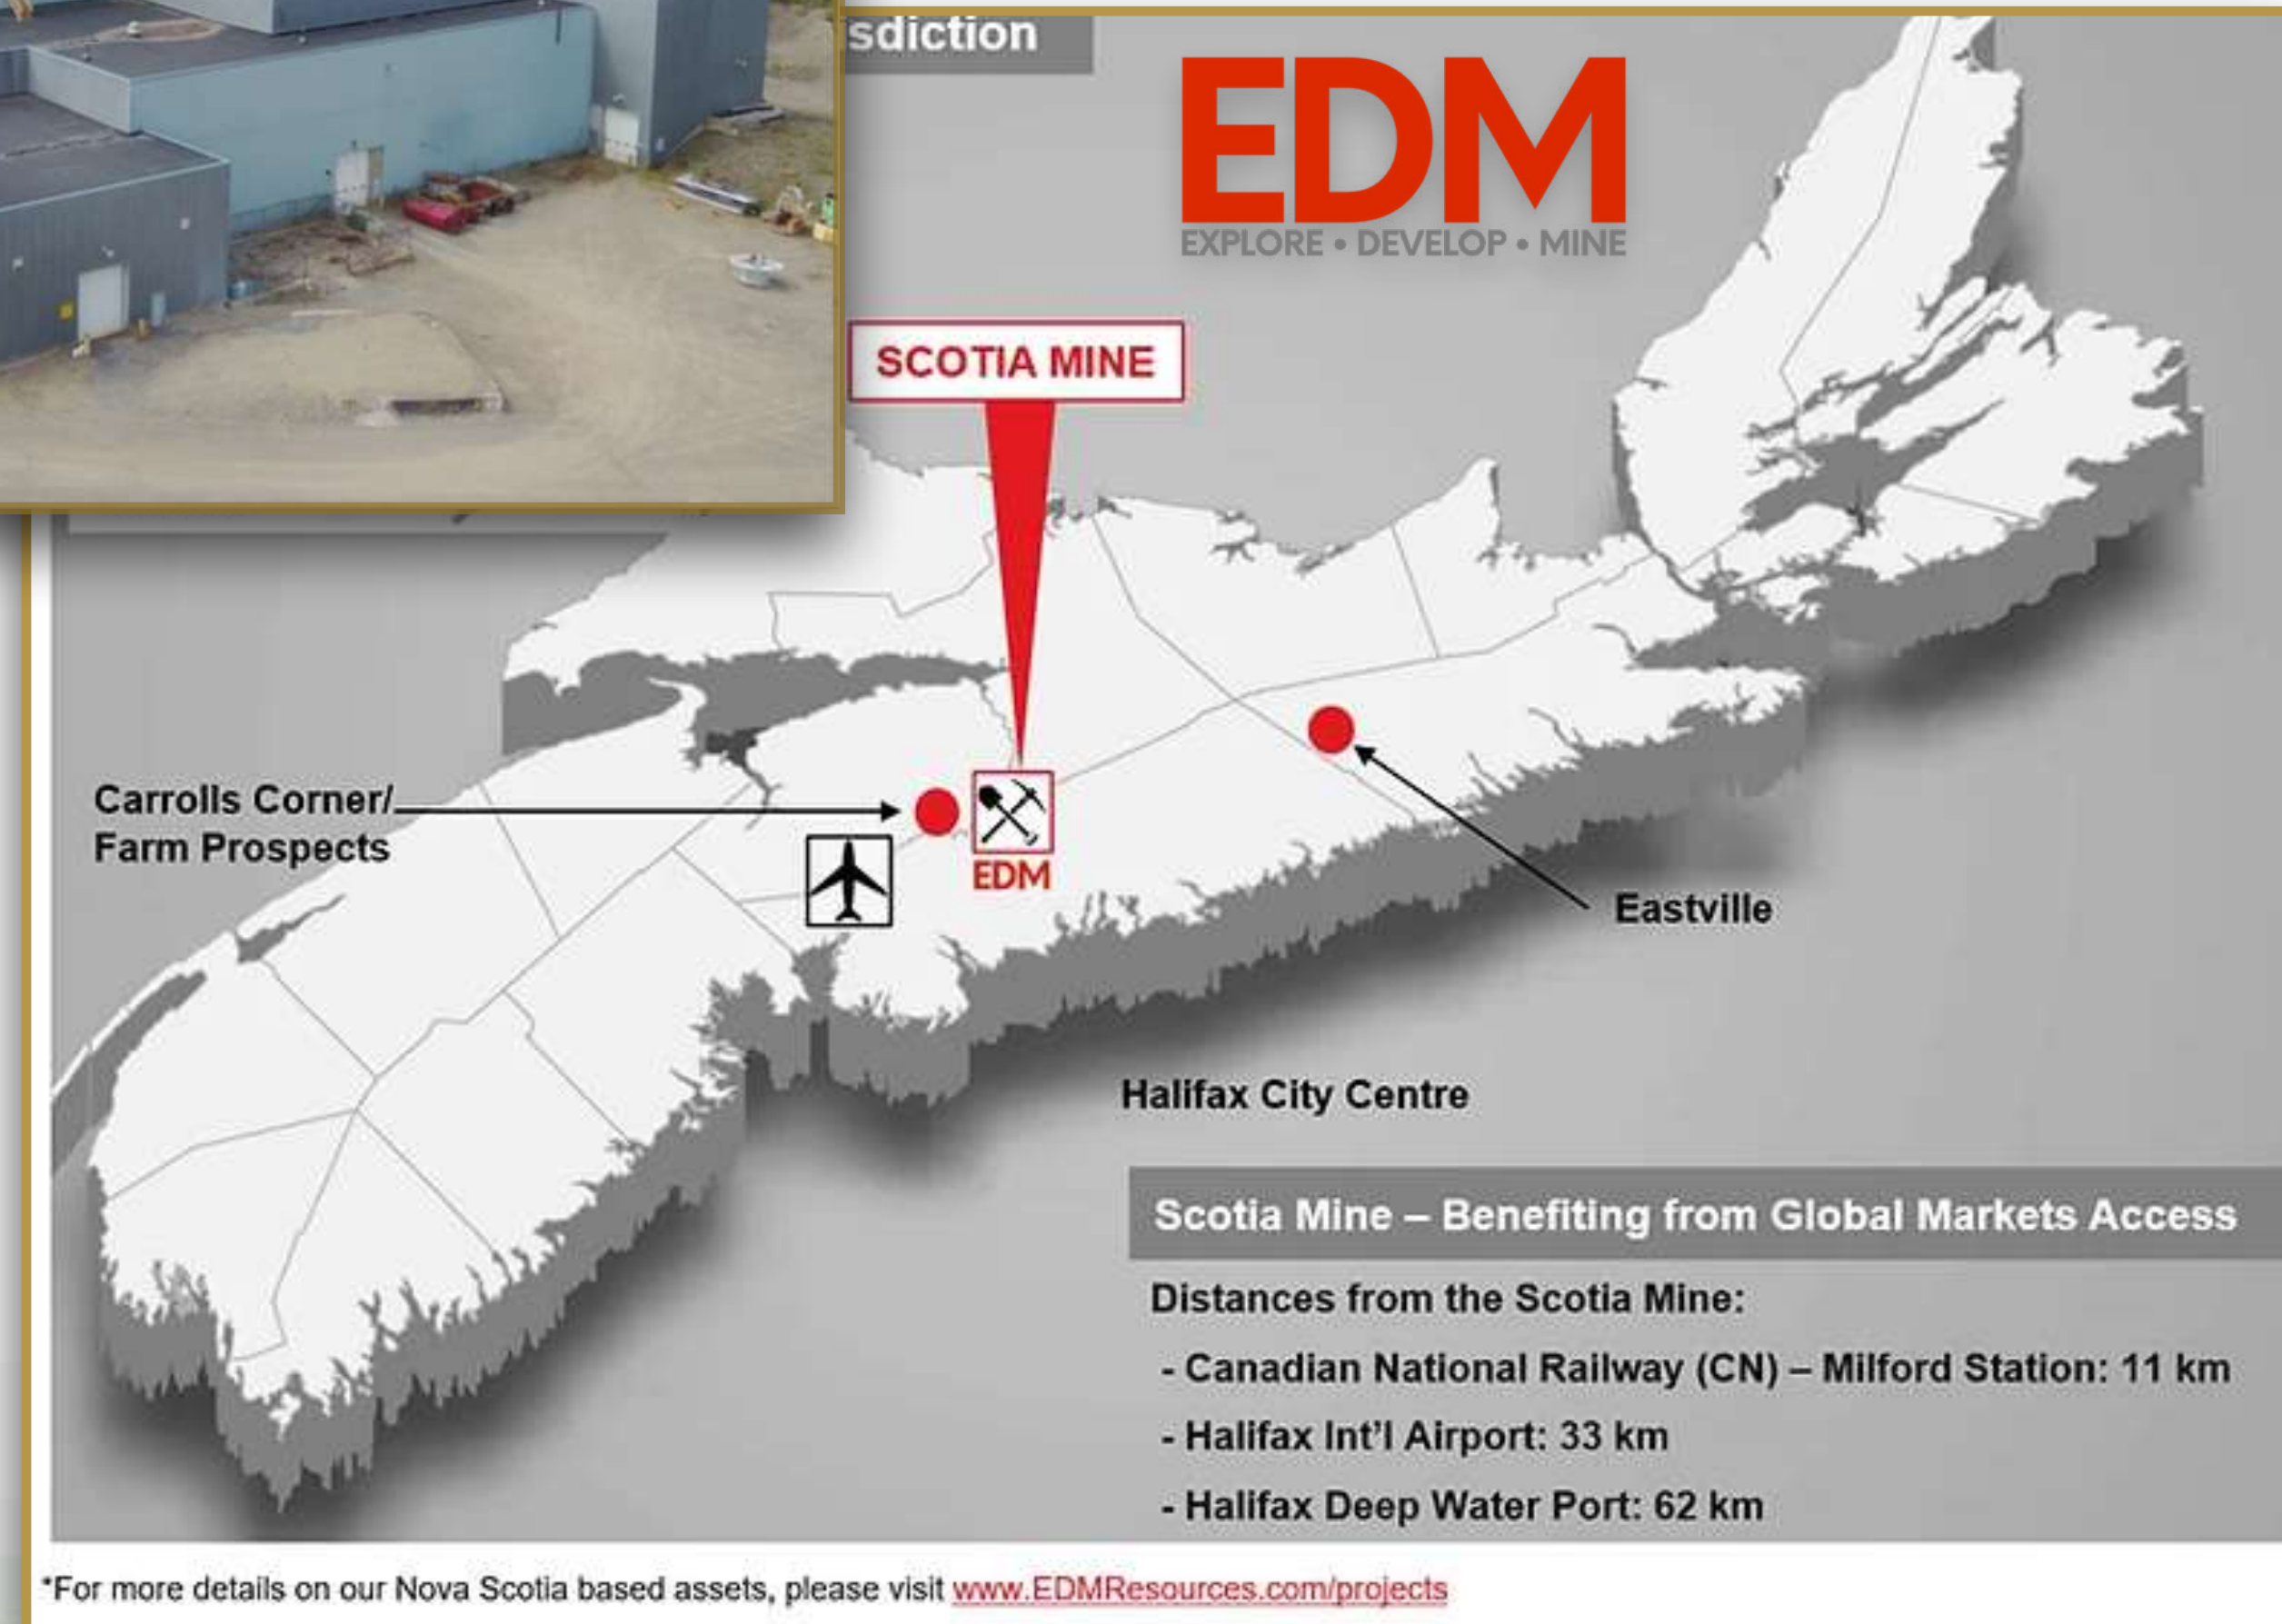 EDM
EXPLORE • DEVELOP • MINE
SCOTIA MINE
Carrolls Corner/
Farm Prospects
EDM
Eastville
Halifax City Centre
Scotia Mine – Benefiting from Global Markets Access
Distances from the Scotia Mine:
- Canadian National Railway (CN) – Milford Station: 11 km
- Halifax Int'l Airport: 33 km
- Halifax Deep Water Port: 62 km
*For more details on our Nova Scotia based assets, please visit www.EDMResources.com/projects